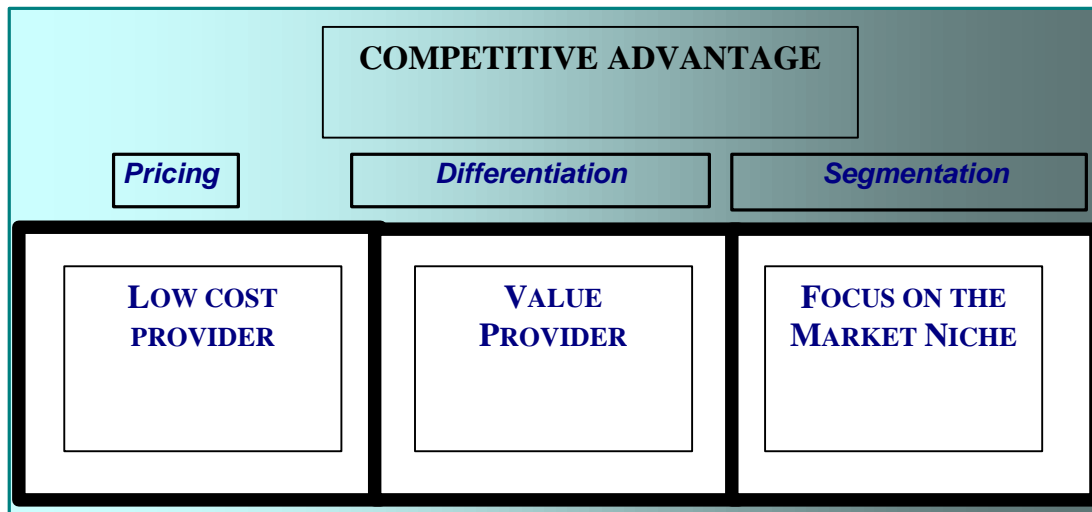 COMPETITIVE ADVANTAGE
Pricing
Differentiation
Segmentation
LOW COST
PROVIDER
VALUE
PROVIDER
FOCUS ON THE
MARKET NICHE